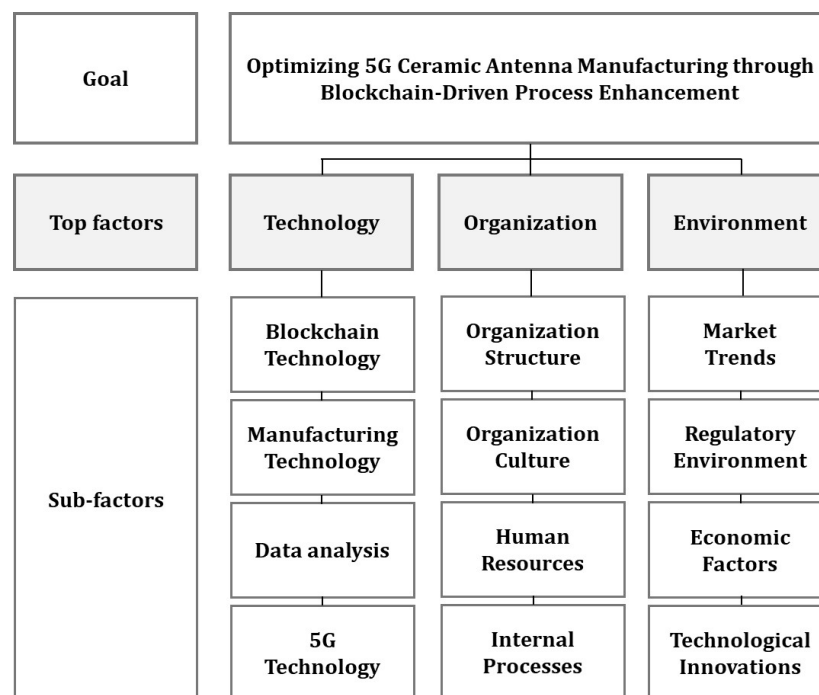 Goal
Optimizing 5G Ceramic Antenna Manufacturing through
Blockchain-Driven Process Enhancement
Top factors
Technology
Organization
Environment
Sub-factors
Blockchain
Technology
Organization
Structure
Market
Trends
Manufacturing
Technology
Organization
Culture
Regulatory
Environment
Data analysis
Human
Resources
Economic
Factors
5G
Technology
Internal
Processes
Technological
Innovations